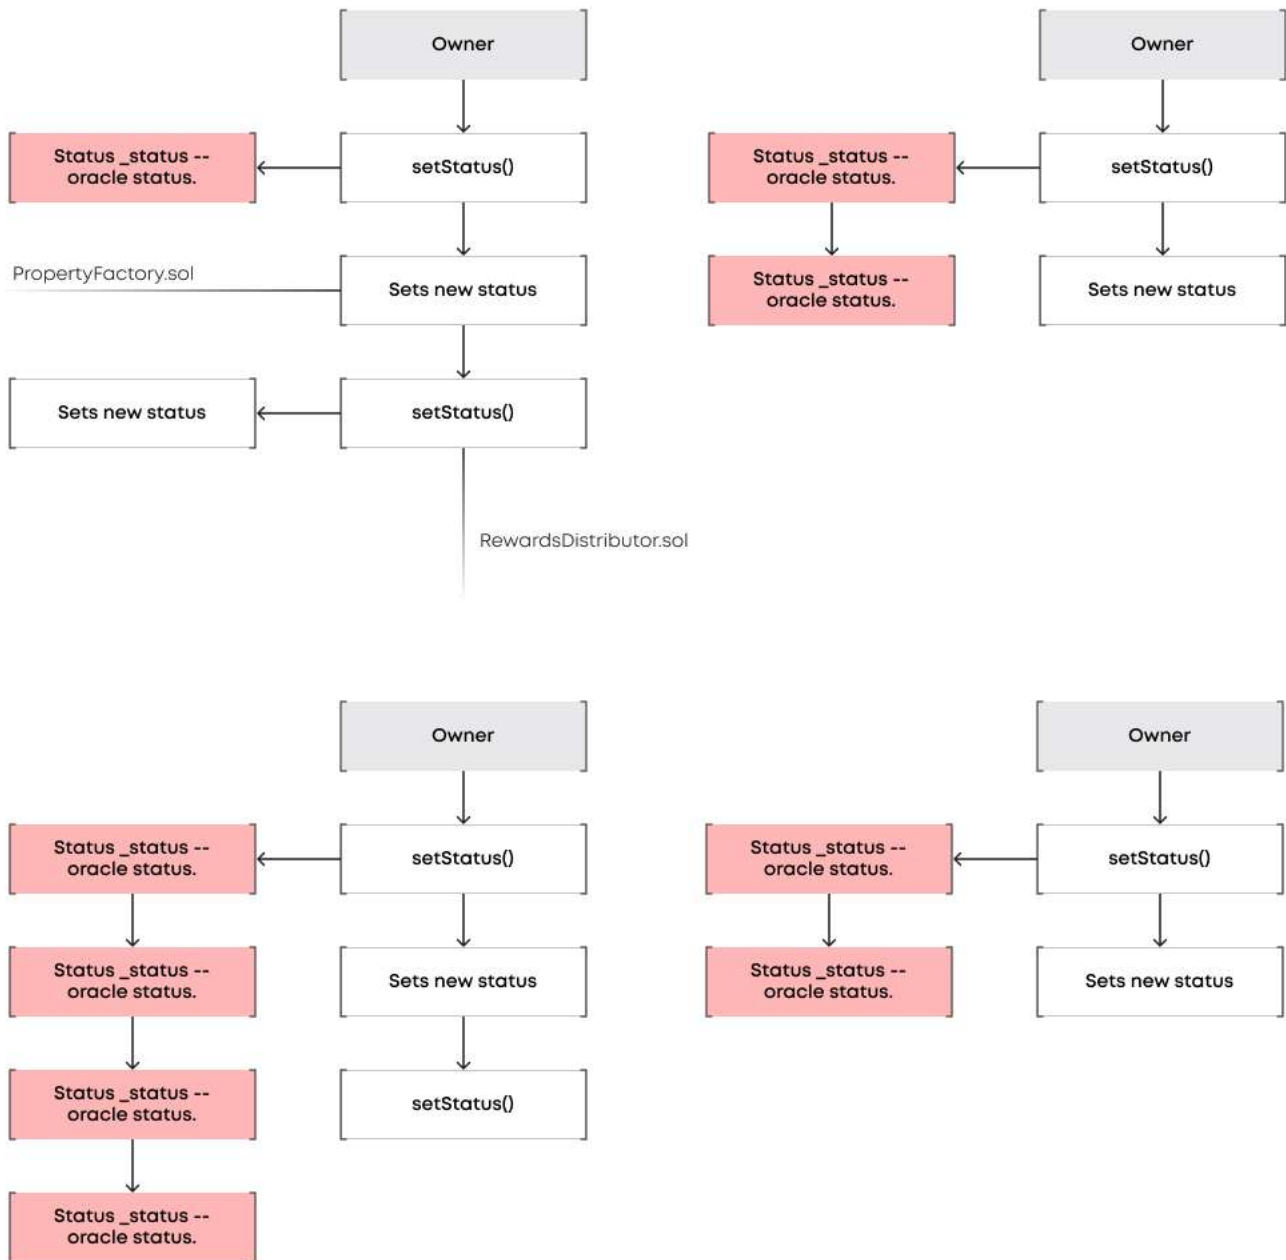 Owner
Owner
Status _status --
oracle status.
setStatus()
Status _status --
oracle status.
setStatus()
PropertyFactory.sol
Sets new status
Status _status --
oracle status.
Sets new status
Sets new status
setStatus()
RewardsDistributor.sol
Owner
Owner
Status _status --
oracle status.
setStatus()
Status _status --
oracle status.
setStatus()
Status _status --
oracle status.
Sets new status
Status _status --
oracle status.
Sets new status
Status _status --
oracle status.
setStatus()
Status _status --
oracle status.